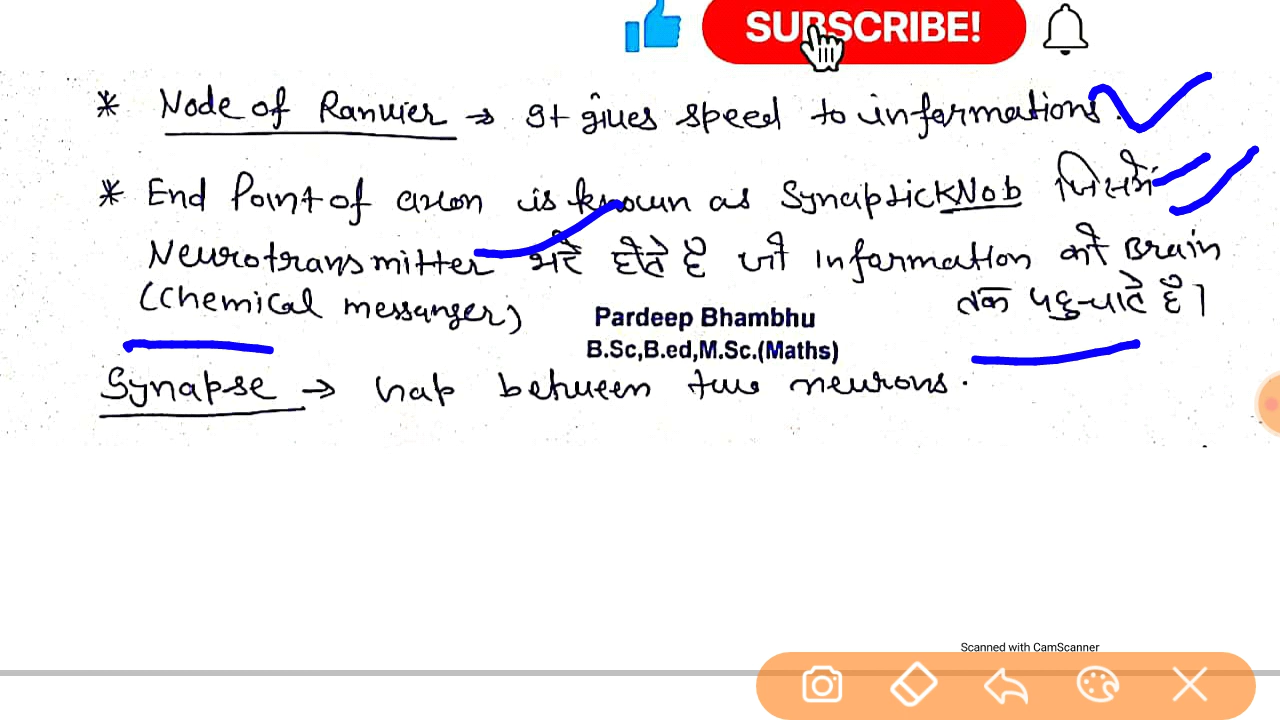 SUBSCRIBE!
* Node of Ranvier → It gives speed to informations.
* End Point of axon is known as Synaptic KNob जिसमें
Neurotransmitter भरे होते है जो information को Brain
(Chemical messanger) तक पहुचाते है।
Pardeep Bhambhu
B.Sc,B.ed,M.Sc.(Maths)
Synapse → Gap between two neurons.
Scanned with CamScanner